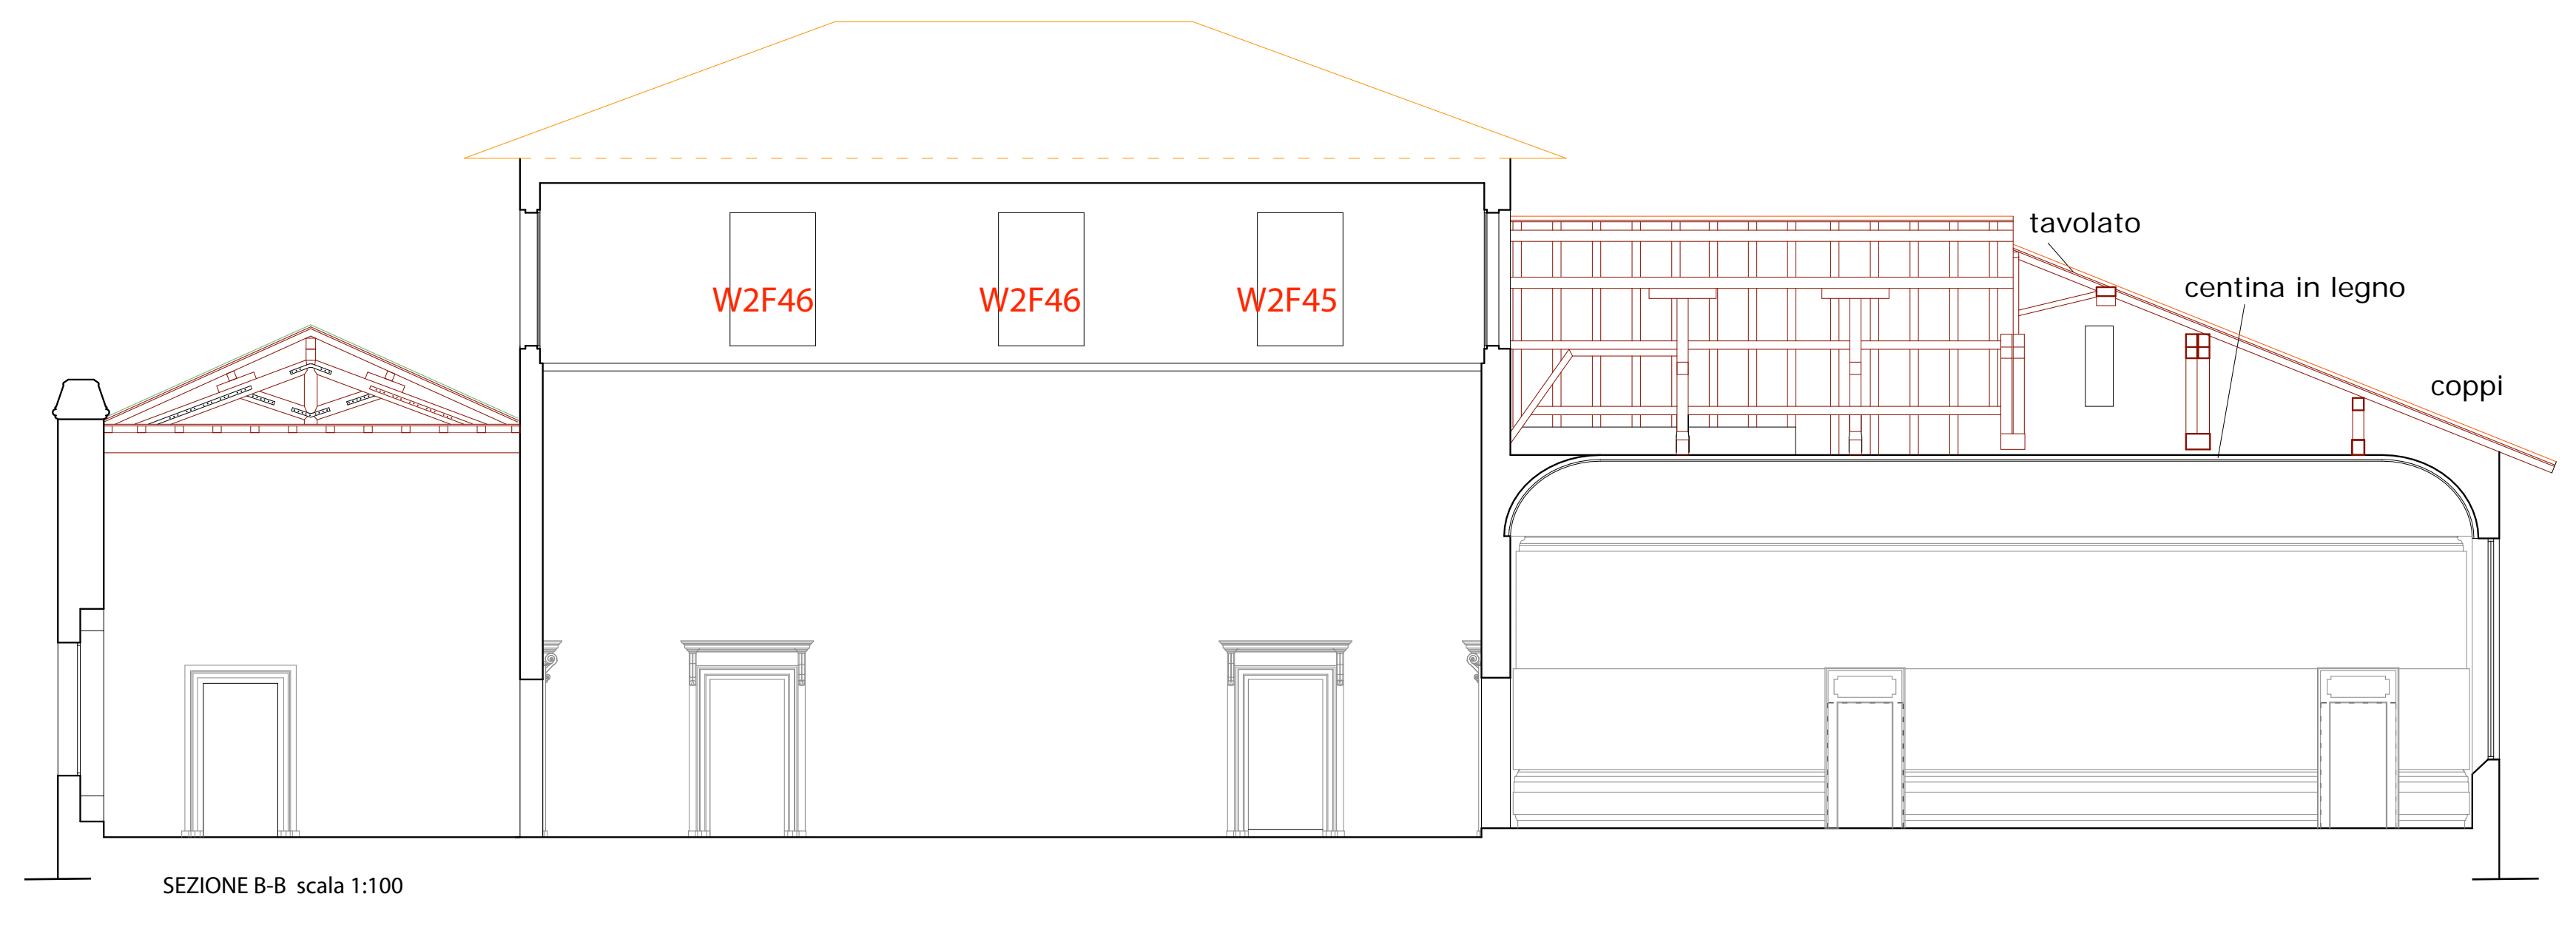 tavolato
centina in legno
W2F46 W2F46 W2F45
coppi
SEZIONE B-B scala 1:100